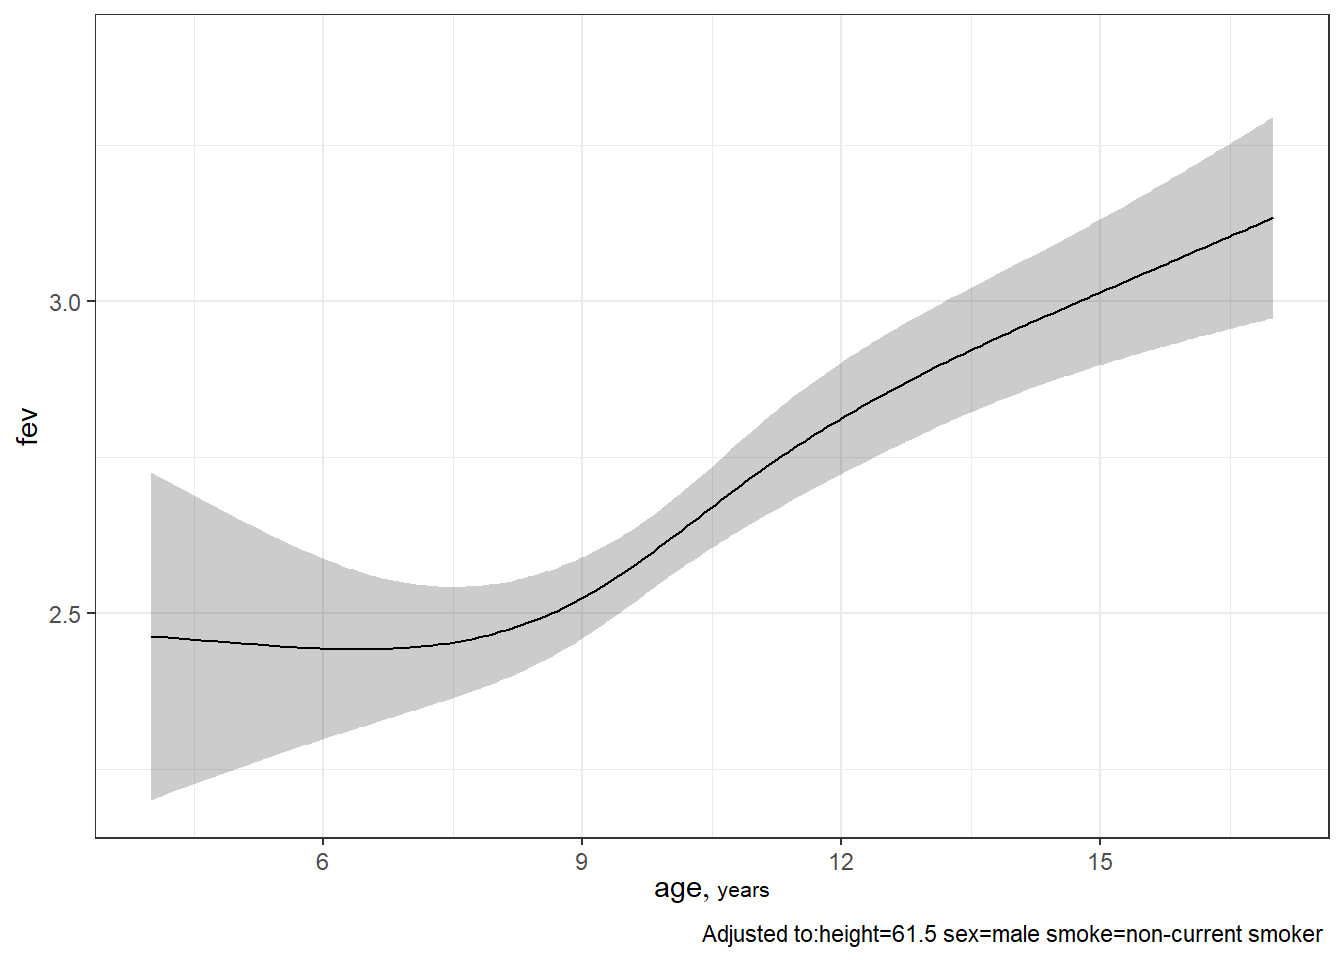 3.0
fev
2.5
6 9 12 15
age, years
Adjusted to:height=61.5 sex=male smoke=non-current smoker